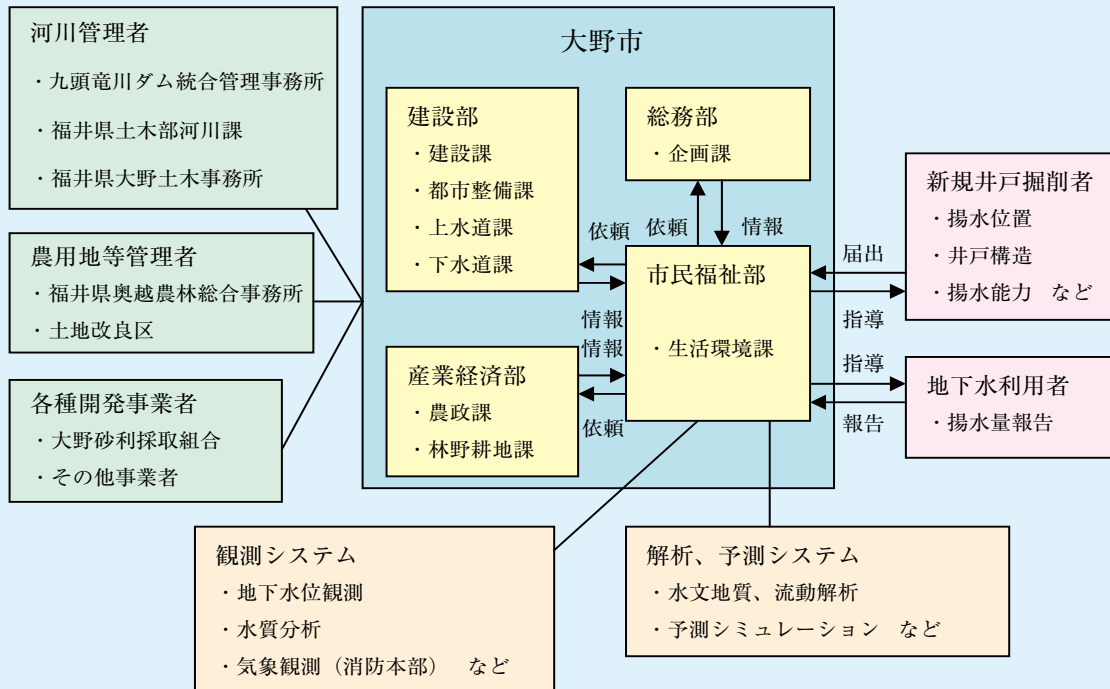 河川管理者
・九頭竜川ダム統合管理事務所
・福井県土木部河川課
・福井県大野土木事務所
農用地等管理者
・福井県奥越農林総合事務所
・土地改良区
各種開発事業者
・大野砂利採取組合
・その他事業者
大野市
建設部
・建設課
・都市整備課
・上水道課
・下水道課
総務部
・企画課
依頼
依頼
情報
市民福祉部
・生活環境課
情報
情報
産業経済部
・農政課
・林野耕地課
依頼
届出
指導
指導
報告
新規井戸掘削者
・揚水位置
・井戸構造
・揚水能力　など
地下水利用者
・揚水量報告
観測システム
・地下水位観測
・水質分析
・気象観測（消防本部）　など
解析、予測システム
・水文地質、流動解析
・予測シミュレーション　など